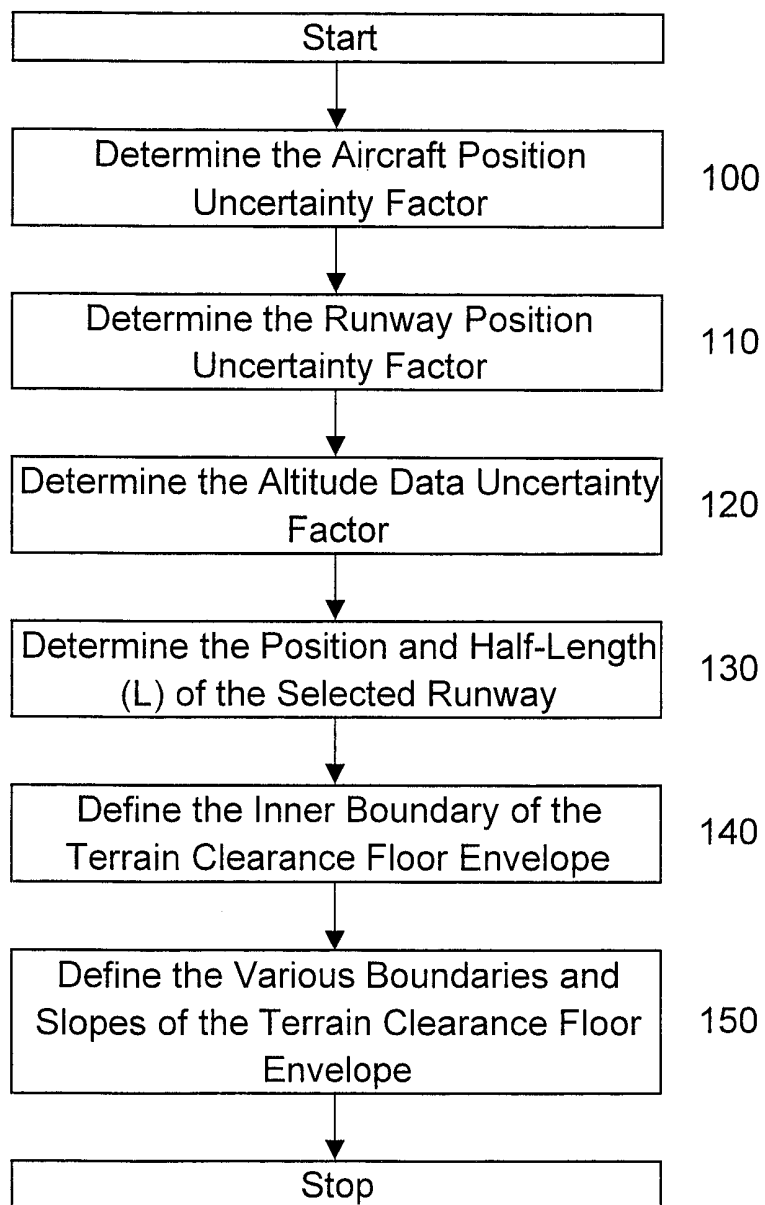 Start
Determine the Aircraft Position
Uncertainty Factor
100
Determine the Runway Position
Uncertainty Factor
110
Determine the Altitude Data Uncertainty
Factor
120
Determine the Position and Half-Length
(L) of the Selected Runway
130
Define the Inner Boundary of the
Terrain Clearance Floor Envelope
140
Define the Various Boundaries and
Slopes of the Terrain Clearance Floor
Envelope
150
Stop